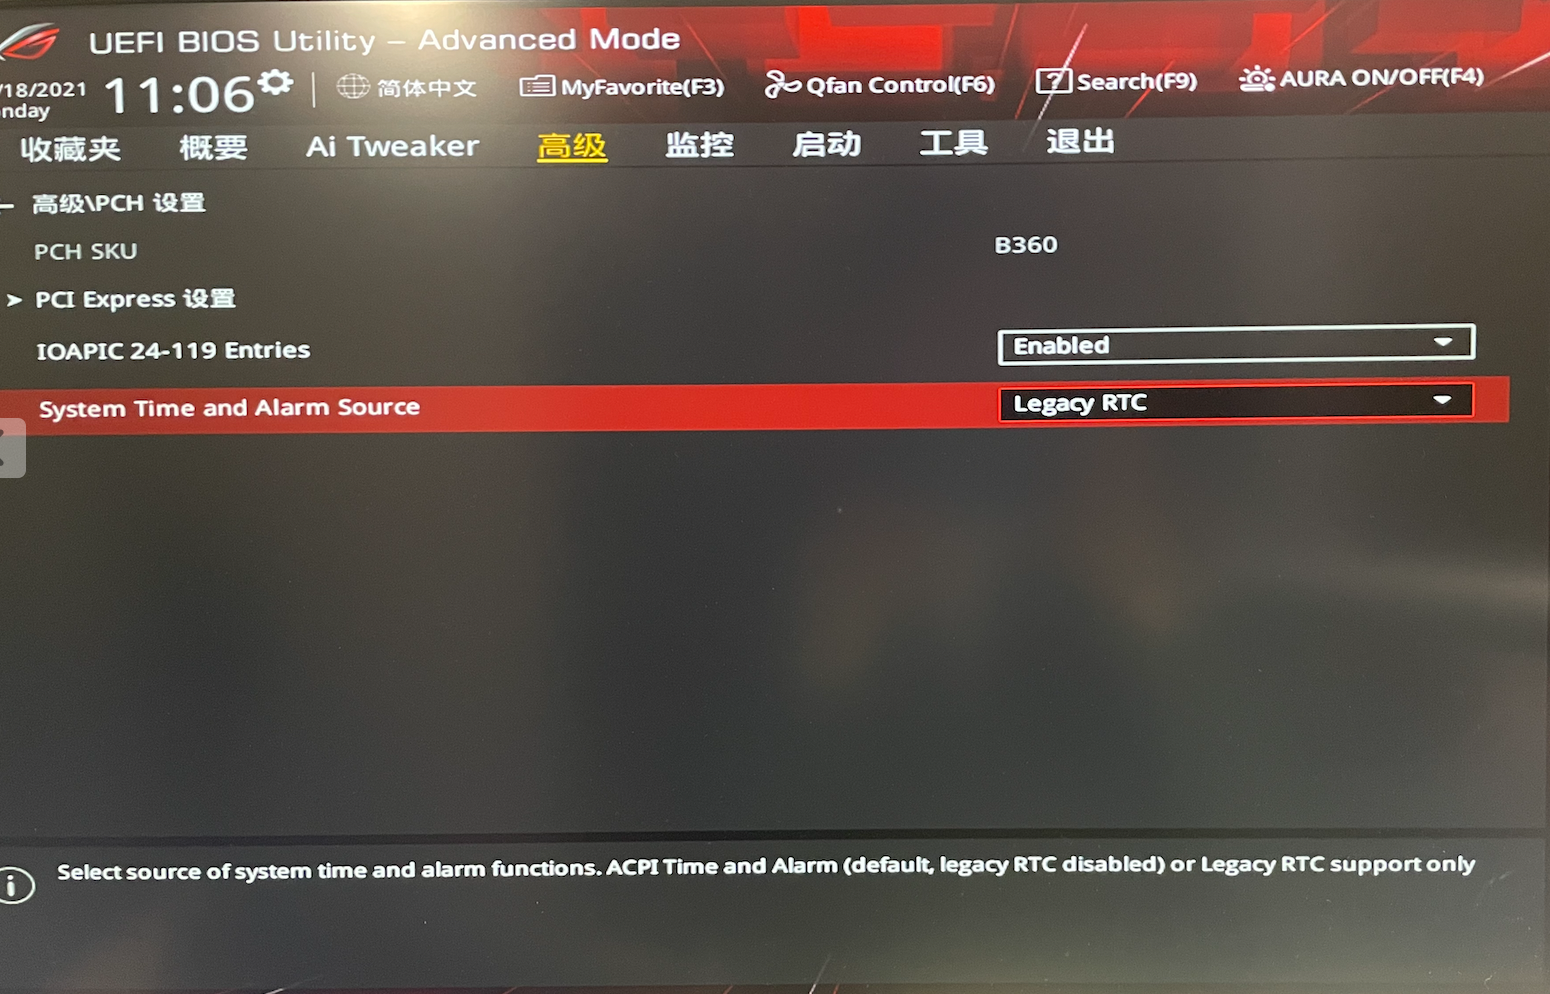 UEFI BIOS Utility – Advanced Mode
/18/2021
nday
11:06
简体中文
MyFavorite(F3)
Qfan Control(F6)
Search(F9)
AURA ON/OFF(F4)
收藏夹 概要 Ai Tweaker 高级 监控 启动 工具 退出
高级\PCH 设置
PCH SKU B360
PCI Express 设置
IOAPIC 24-119 Entries Enabled
System Time and Alarm Source Legacy RTC
Select source of system time and alarm functions. ACPI Time and Alarm (default, legacy RTC disabled) or Legacy RTC support only